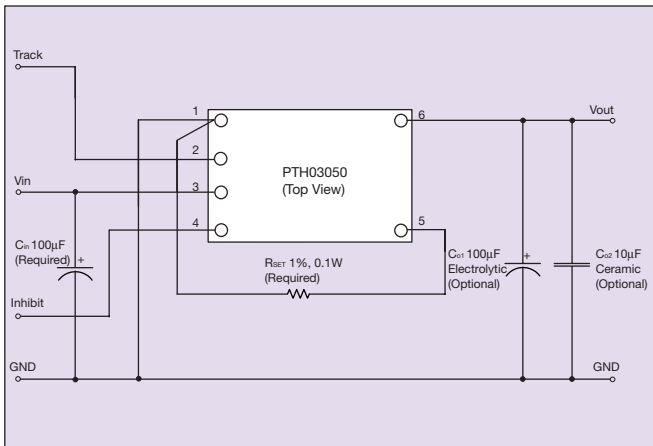 Track
1
6
Vout
2
PTH03050
(Top View)
Vin
3
4
5
Cin 100μF
(Required)
+
RSET 1%, 0.1W
(Required)
Co1 100μF
Electrolytic
(Optional)
+
Co2 10μF
Ceramic
(Optional)
Inhibit
GND
GND